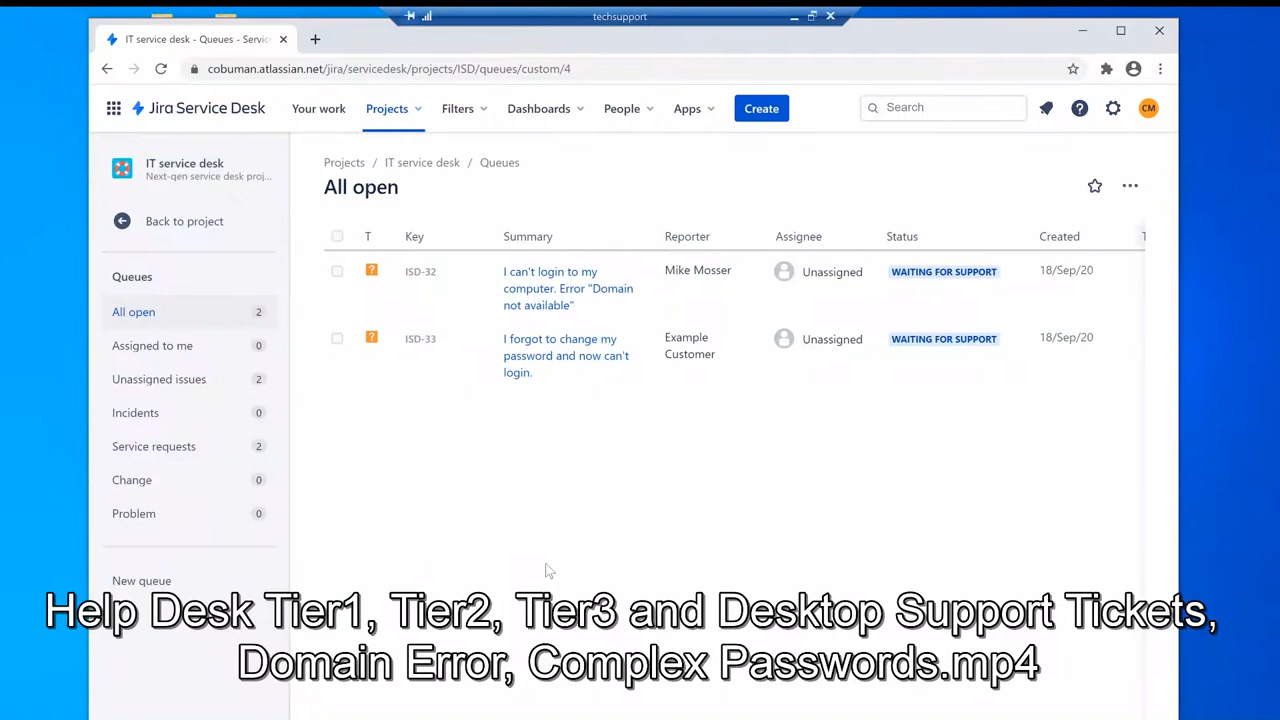 techsupport
IT service desk - Queues - Servic
cobuman.atlassian.net/jira/servicedesk/projects/ISD/queues/custom/4
Jira Service Desk Your work Projects Filters Dashboards People Apps Create Search CM
IT service desk
Next-gen service desk proj...
Back to project
Queues
All open 2
Assigned to me 0
Unassigned issues 2
Incidents 0
Service requests 2
Change 0
Problem 0
New queue
Projects / IT service desk / Queues
All open
T Key Summary Reporter Assignee Status Created T
ISD-32 I can't login to my Mike Mosser Unassigned WAITING FOR SUPPORT 18/Sep/20
computer. Error "Domain
not available"
ISD-33 I forgot to change my Example Unassigned WAITING FOR SUPPORT 18/Sep/20
password and now can't Customer
login.
Help Desk Tier1, Tier2, Tier3 and Desktop Support Tickets,
Domain Error, Complex Passwords.mp4